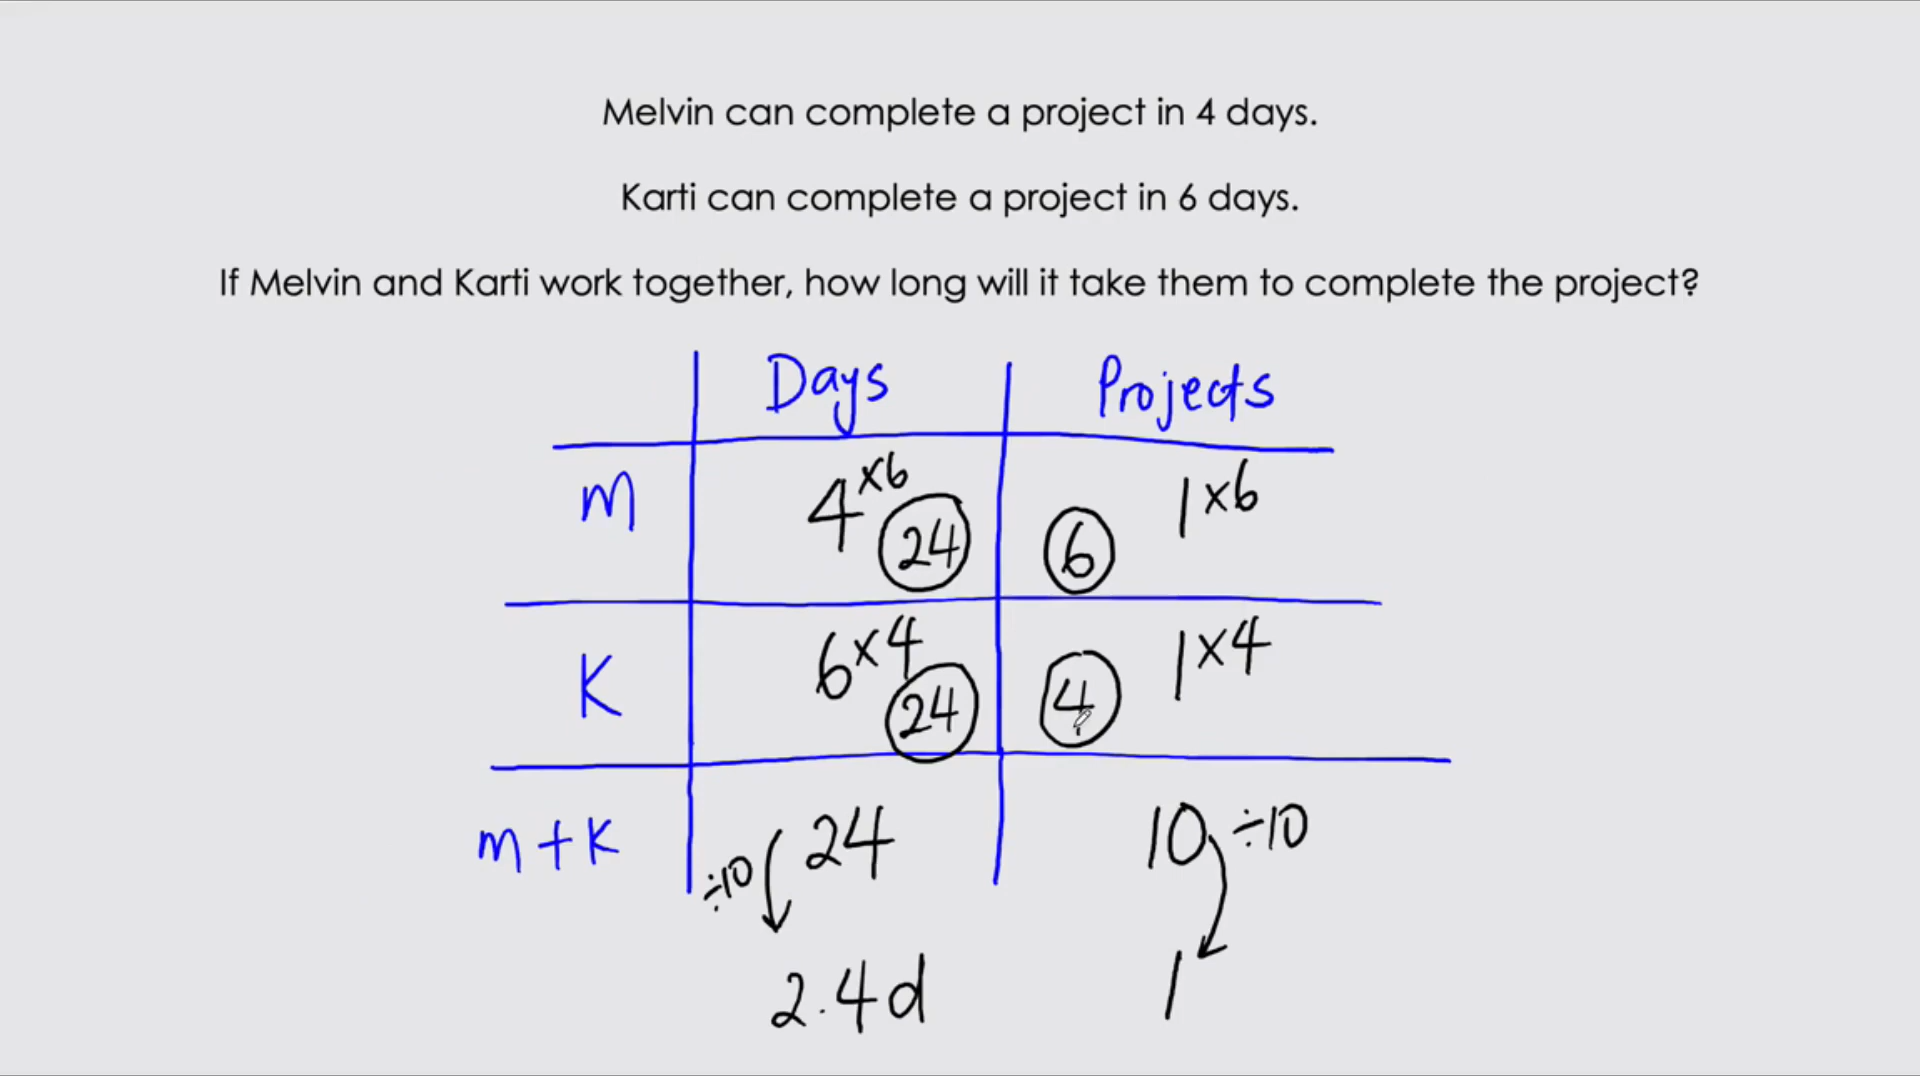 Melvin can complete a project in 4 days.
Karti can complete a project in 6 days.
If Melvin and Karti work together, how long will it take them to complete the project?
Days Projects
M 4 ×6 24 6 1 ×6
K 6 ×4 24 4 1 ×4
M + K ÷10 24 10 ÷10
2.4 d 1